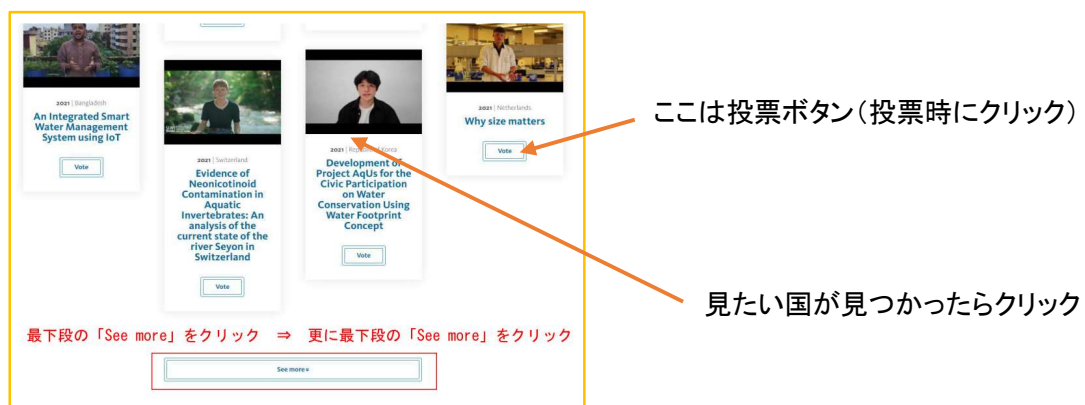 2021 | Bangladesh
An Integrated Smart
Water Management
System using IoT
Vote
2021 | Switzerland
Evidence of
Neonicotinoid
Contamination in
Aquatic
Invertebrates: An
analysis of the
current state of the
river Seyon in
Switzerland
Vote
2021 | Republic of Korea
Development of
Project AqUs for the
Civic Participation
on Water
Conservation Using
Water Footprint
Concept
Vote
2021 | Netherlands
Why size matters
Vote
ここは投票ボタン（投票時にクリック）
見たい国が見つかったらクリック
最下段の「See more」をクリック ⇒ 更に最下段の「See more」をクリック
See more